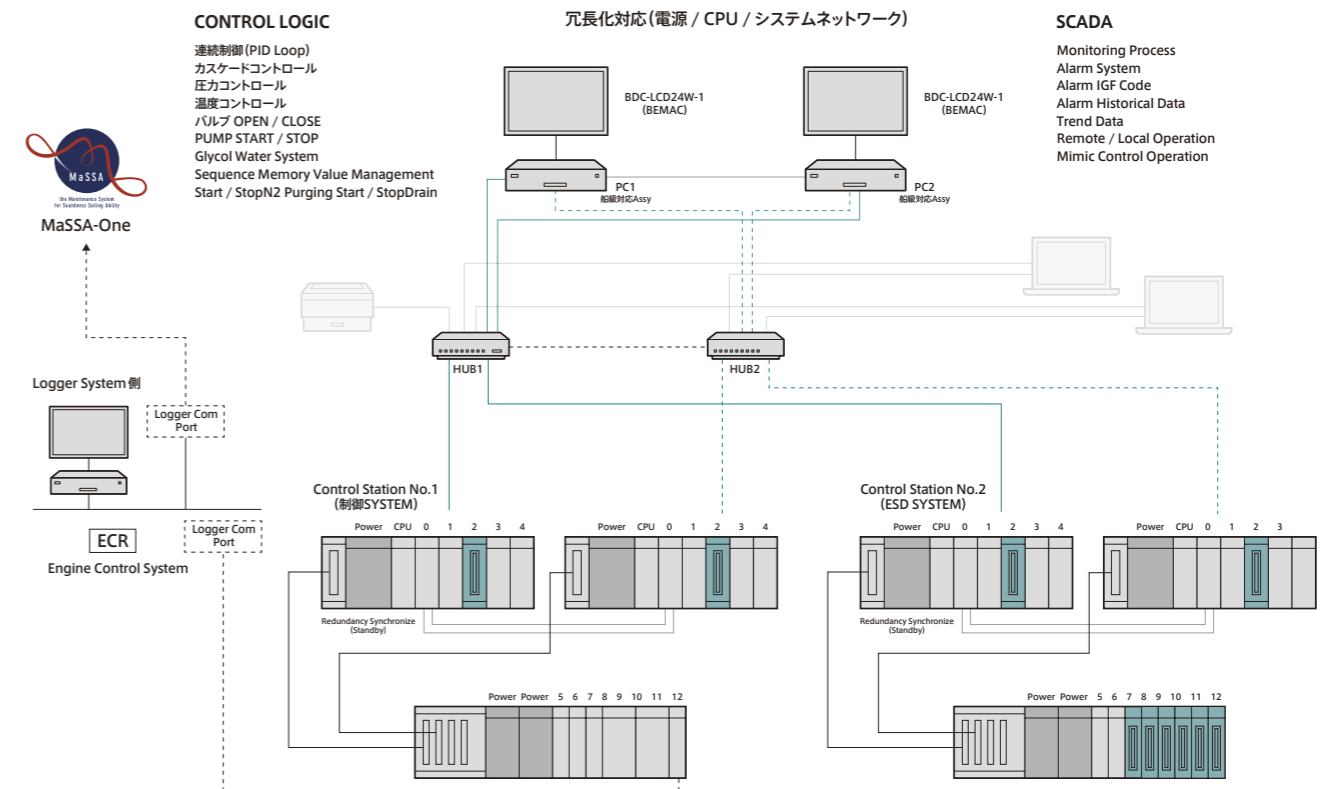 冗長化対応(電源 / CPU / システムネットワーク)
CONTROL LOGIC
連続制御(PID Loop)
カスケードコントロール
圧力コントロール
温度コントロール
バルブ OPEN / CLOSE
PUMP START / STOP
Glycol Water System
Sequence Memory Value Management
Start / StopN2 Purging Start / StopDrain
SCADA
Monitoring Process
Alarm System
Alarm IGF Code
Alarm Historical Data
Trend Data
Remote / Local Operation
Mimic Control Operation
BDC-LCD24W-1
(BEMAC)
BDC-LCD24W-1
(BEMAC)
PC1
船級対応Assy
PC2
船級対応Assy
MaSSA
the Maintenance System
for Seamless Sailing Ability
MaSSA-One
HUB1
HUB2
Logger System 側
Logger Com
Port
ECR
Engine Control System
Logger Com
Port
Control Station No.1
(制御SYSTEM)
Power CPU 0 1 2 3 4
Power CPU 0 1 2 3 4
Redundancy Synchronize
(Standby)
Power Power 5 6 7 8 9 10 11 12
Control Station No.2
(ESD SYSTEM)
Power CPU 0 1 2 3 4
Power CPU 0 1 2 3
Redundancy Synchronize
(Standby)
Power Power 5 6 7 8 9 10 11 12